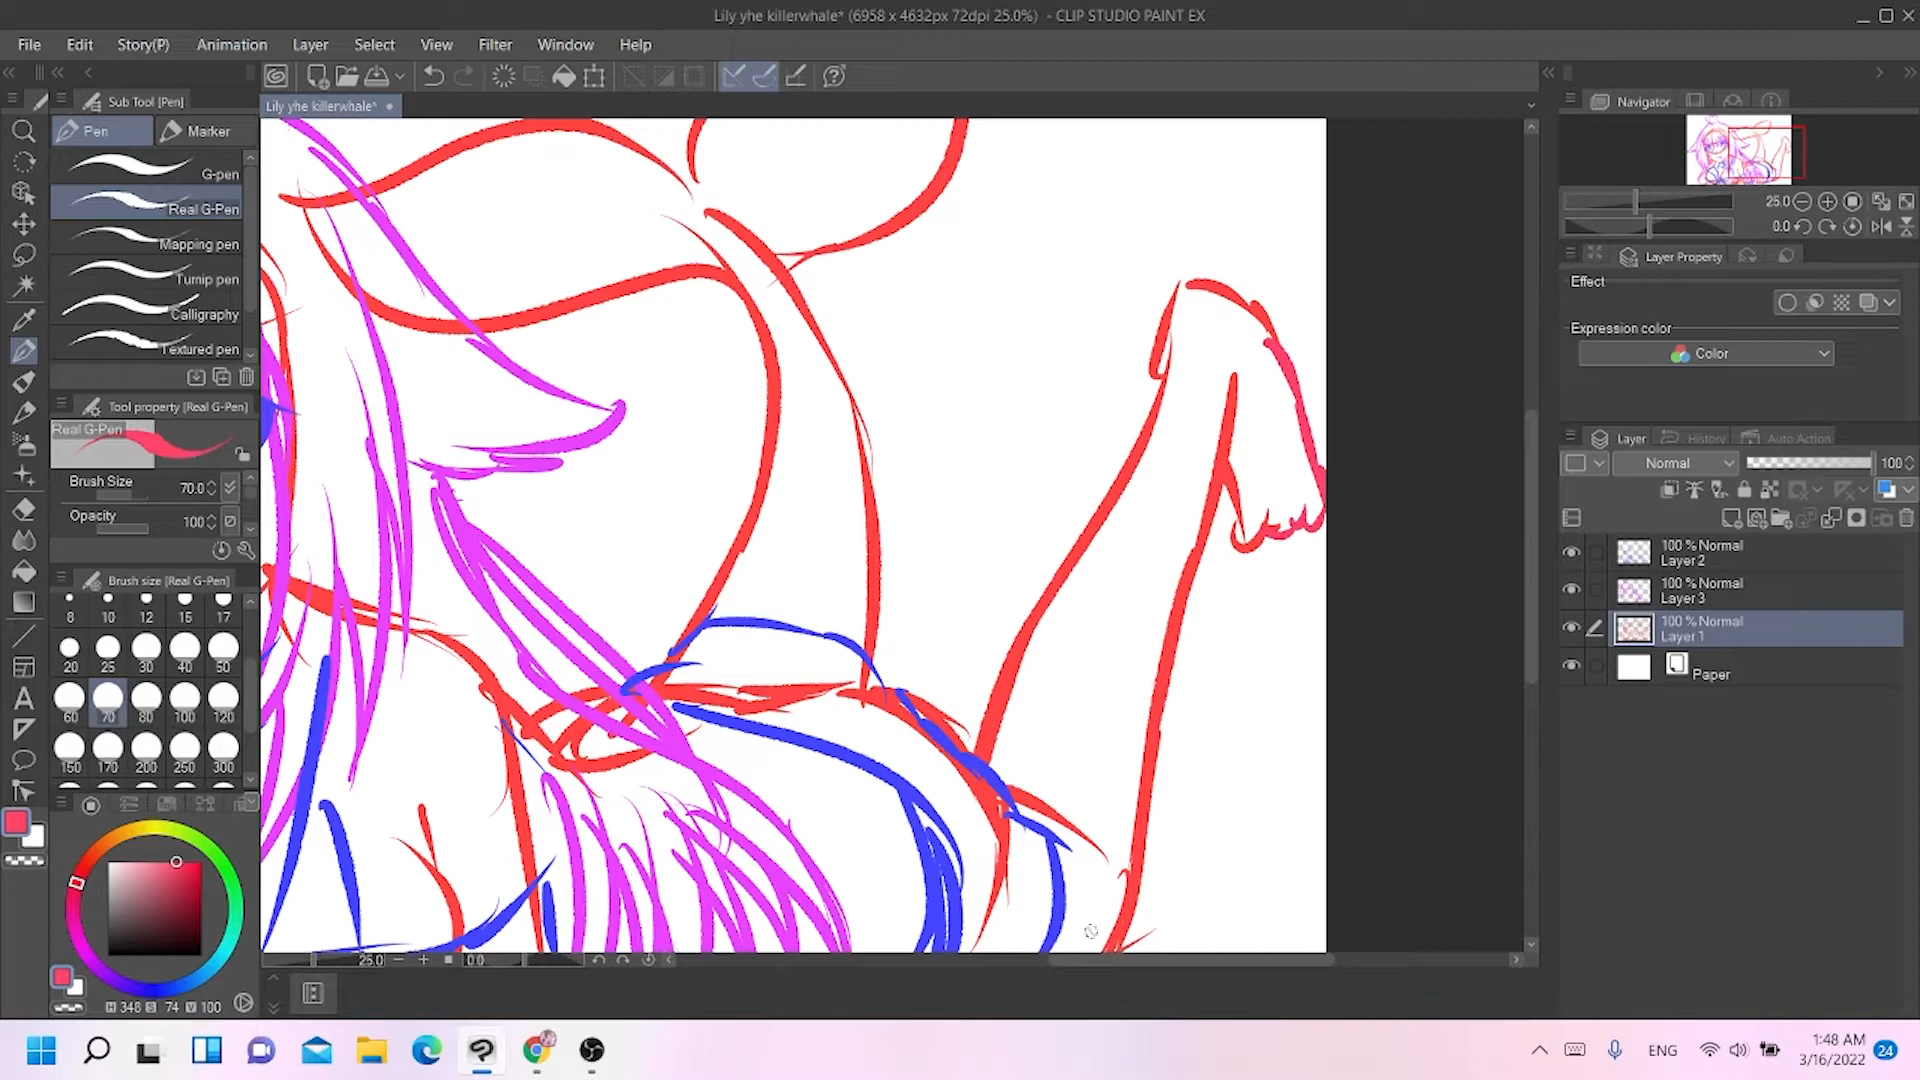 Lily yhe killerwhale* (6958 x 4632px 72dpi 25.0%) - CLIP STUDIO PAINT EX
File Edit Story(P) Animation Layer Select View Filter Window Help
Sub Tool [Pen]
Lily yhe killerwhale*
Navigator
Pen Marker
G-pen
Real G-Pen
Mapping pen
Turnip pen
Calligraphy
Textured pen
25.0
0.0
Layer Property
Effect
Expression color
Color
Tool property [Real G-Pen]
Real G-Pen
Brush Size 70.0
Opacity 100
Layer History Auto Action
Normal 100
100 % Normal
Layer 2
100 % Normal
Layer 3
100 % Normal
Layer 1
Paper
Brush size [Real G-Pen]
8 10 12 15 17
20 25 30 40 50
60 70 80 100 120
150 170 200 250 300
25.0 0.0
H 348 S 74 V 100
ENG
1:48 AM
3/16/2022
24